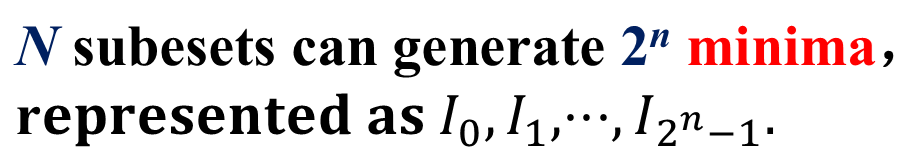 N subesets can generate 2ⁿ minima，
represented as I₀, I₁,⋯, I₂ⁿ₋₁.